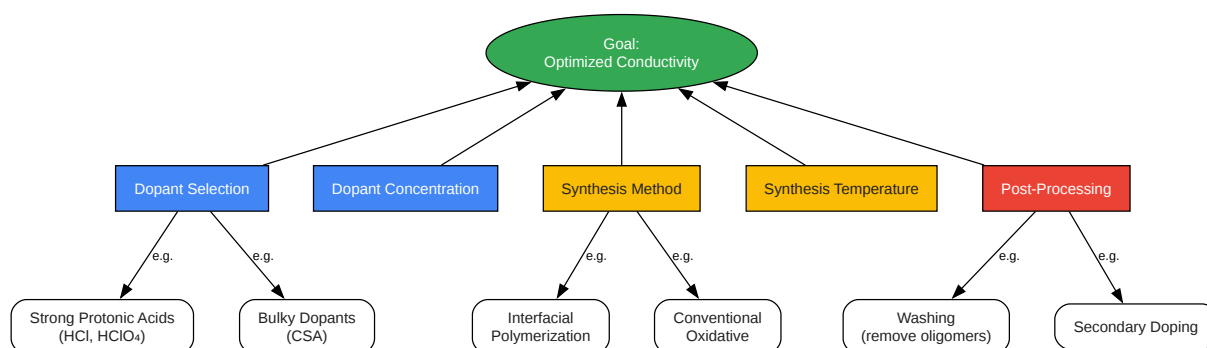 Goal:
Optimized Conductivity
Dopant Selection
Dopant Concentration
Synthesis Method
Synthesis Temperature
Post-Processing
e.g.
e.g.
e.g.
e.g.
e.g.
e.g.
Strong Protonic Acids
(HCl, HClO₄)
Bulky Dopants
(CSA)
Interfacial
Polymerization
Conventional
Oxidative
Washing
(remove oligomers)
Secondary Doping